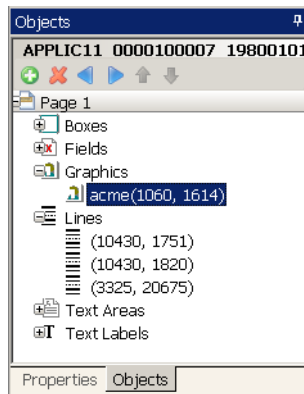 Objects
APPLIC11 0000100007 19800101
Page 1
Boxes
Fields
Graphics
acme(1060, 1614)
Lines
(10430, 1751)
(10430, 1820)
(3325, 20675)
Text Areas
T Text Labels
Properties Objects